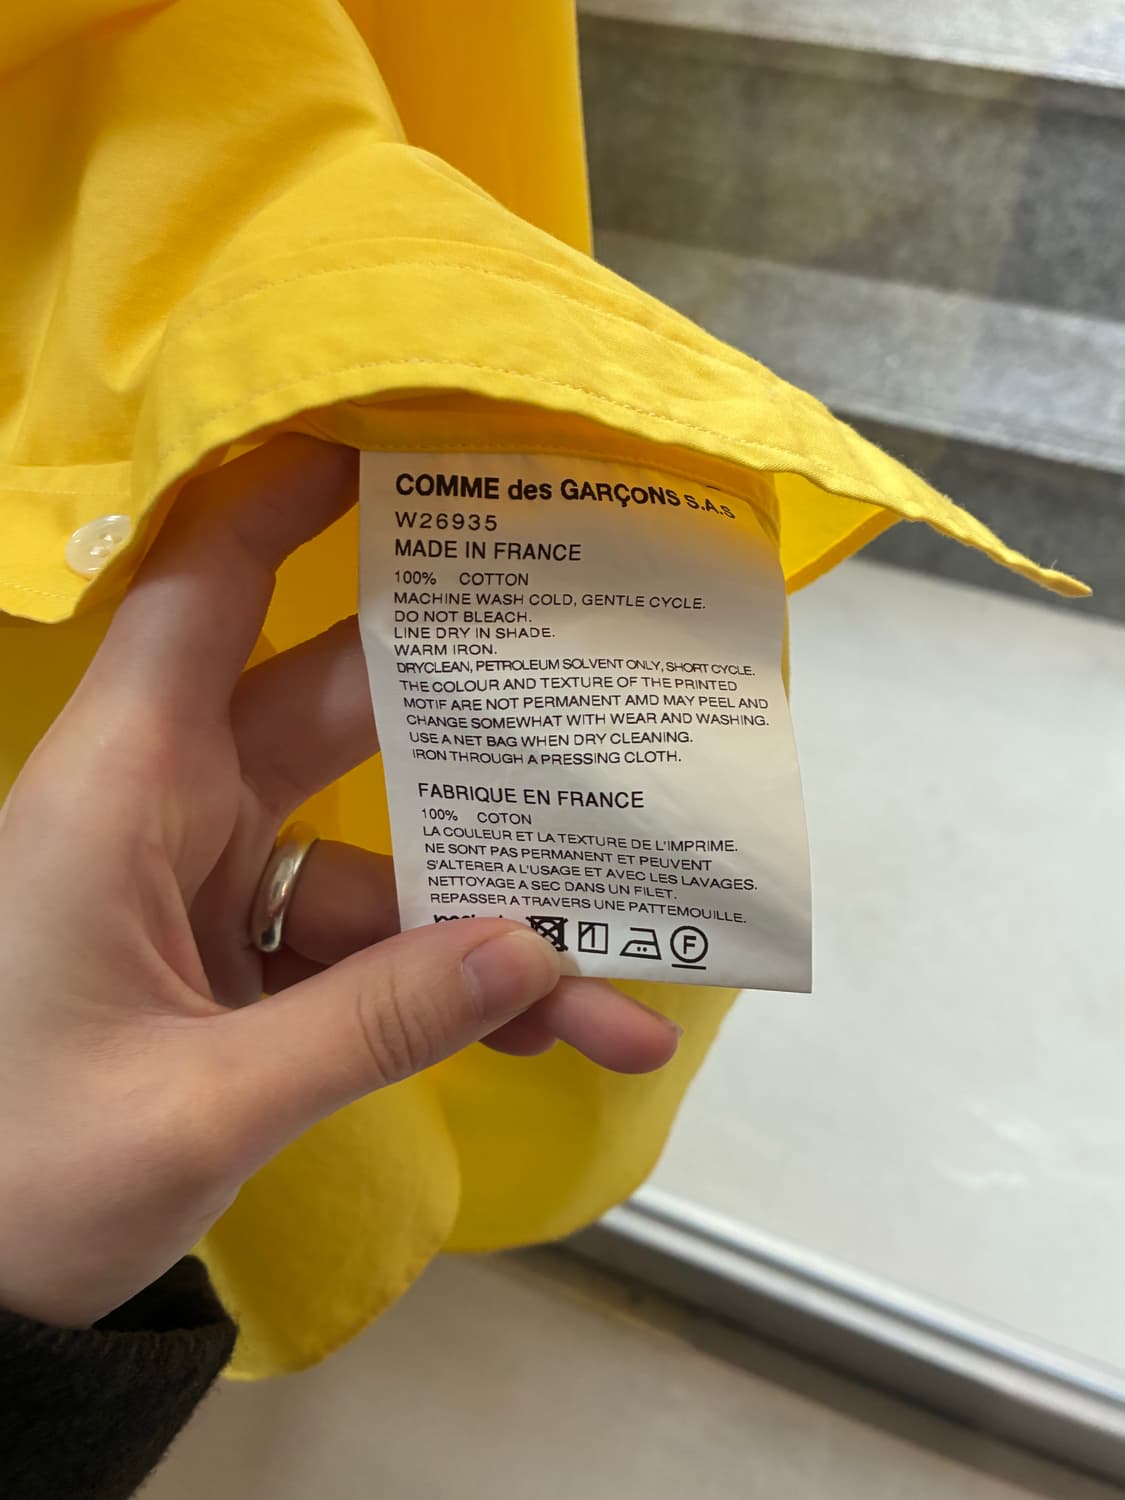 COMME des GARÇONS S.A.S
W26935
MADE IN FRANCE
100% COTTON
MACHINE WASH COLD, GENTLE CYCLE.
DO NOT BLEACH.
LINE DRY IN SHADE.
WARM IRON.
DRYCLEAN, PETROLEUM SOLVENT ONLY, SHORT CYCLE.
THE COLOUR AND TEXTURE OF THE PRINTED
MOTIF ARE NOT PERMANENT AMD MAY PEEL AND
CHANGE SOMEWHAT WITH WEAR AND WASHING.
USE A NET BAG WHEN DRY CLEANING.
IRON THROUGH A PRESSING CLOTH.
FABRIQUE EN FRANCE
100% COTON
LA COULEUR ET LA TEXTURE DE L'IMPRIME.
NE SONT PAS PERMANENT ET PEUVENT
S'ALTERER A L'USAGE ET AVEC LES LAVAGES.
NETTOYAGE A SEC DANS UN FILET.
REPASSER A TRAVERS UNE PATTEMOUILLE.
F